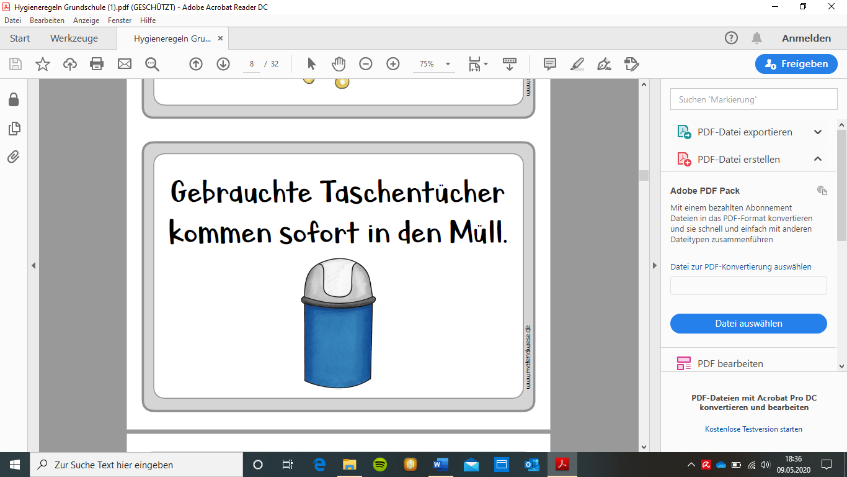 Hygieneregeln Grundschule (1).pdf (GESCHÜTZT) - Adobe Acrobat Reader DC
Datei Bearbeiten Anzeige Fenster Hilfe
Start Werkzeuge Hygieneregeln Gru... × Anmelden
8 / 32 75% Freigeben
Suchen 'Markierung'
PDF-Datei exportieren
PDF-Datei erstellen
Adobe PDF Pack
Mit einem bezahlten Abonnement
Dateien in das PDF-Format konvertieren
und sie schnell und einfach mit anderen
Dateitypen zusammenführen
Datei zur PDF-Konvertierung auswählen
Datei auswählen
PDF bearbeiten
PDF-Dateien mit Acrobat Pro DC
konvertieren und bearbeiten
Kostenlose Testversion starten
Gebrauchte Taschentücher
kommen sofort in den Müll.
Zur Suche Text hier eingeben
18:36
09.05.2020